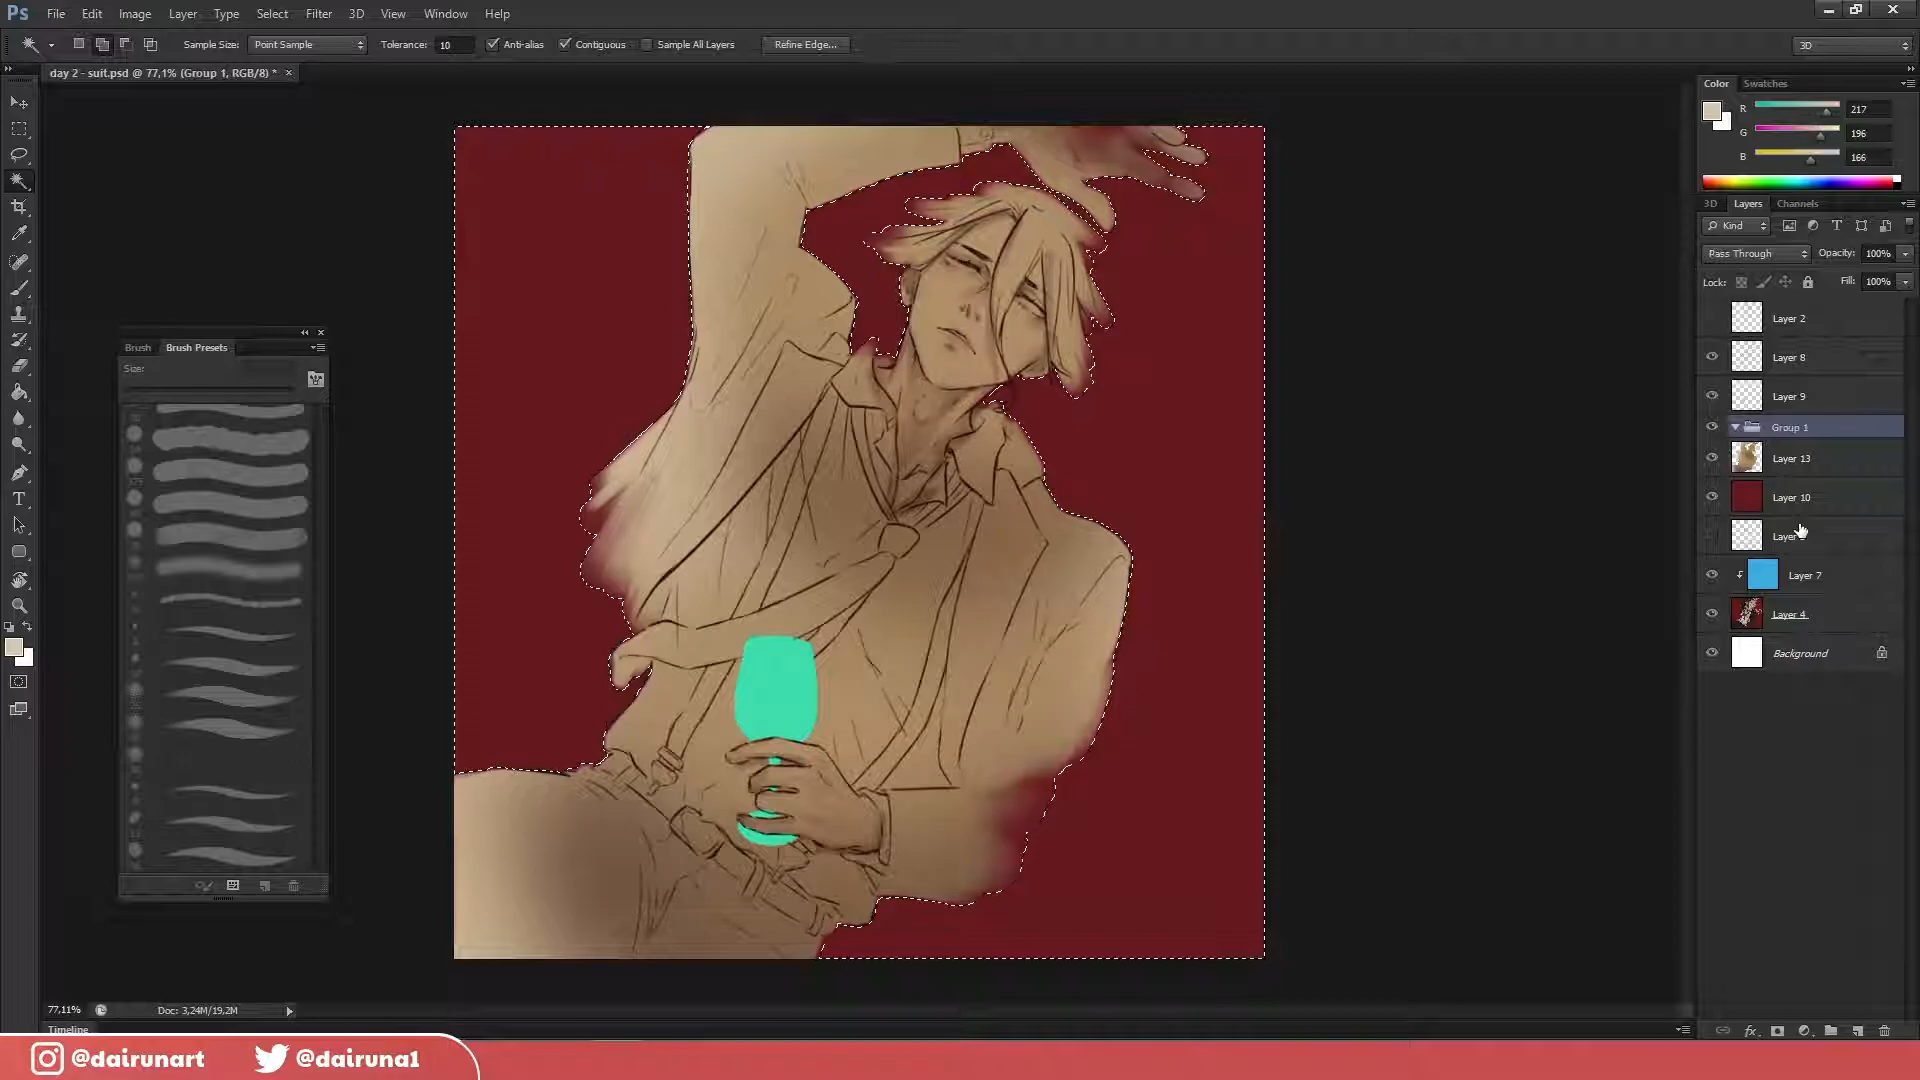 Ps File Edit Image Layer Type Select Filter 3D View Window Help
Sample Size: Point Sample Tolerance: 10 Anti-alias Contiguous Sample All Layers Refine Edge... 3D
day 2 - suit.psd @ 77,1% (Group 1, RGB/8) * ×
Color Swatches
R 217
G 196
B 166
3D Layers Channels
Kind
Pass Through Opacity: 100%
Lock: Fill: 100%
Layer 2
Layer 8
Layer 9
Group 1
Layer 13
Layer 10
Layer
Layer 7
Layer 4
Background
Brush Brush Presets
Size:
77,11% Doc: 3,24M/19,2M
Timeline
@dairunart @dairuna1